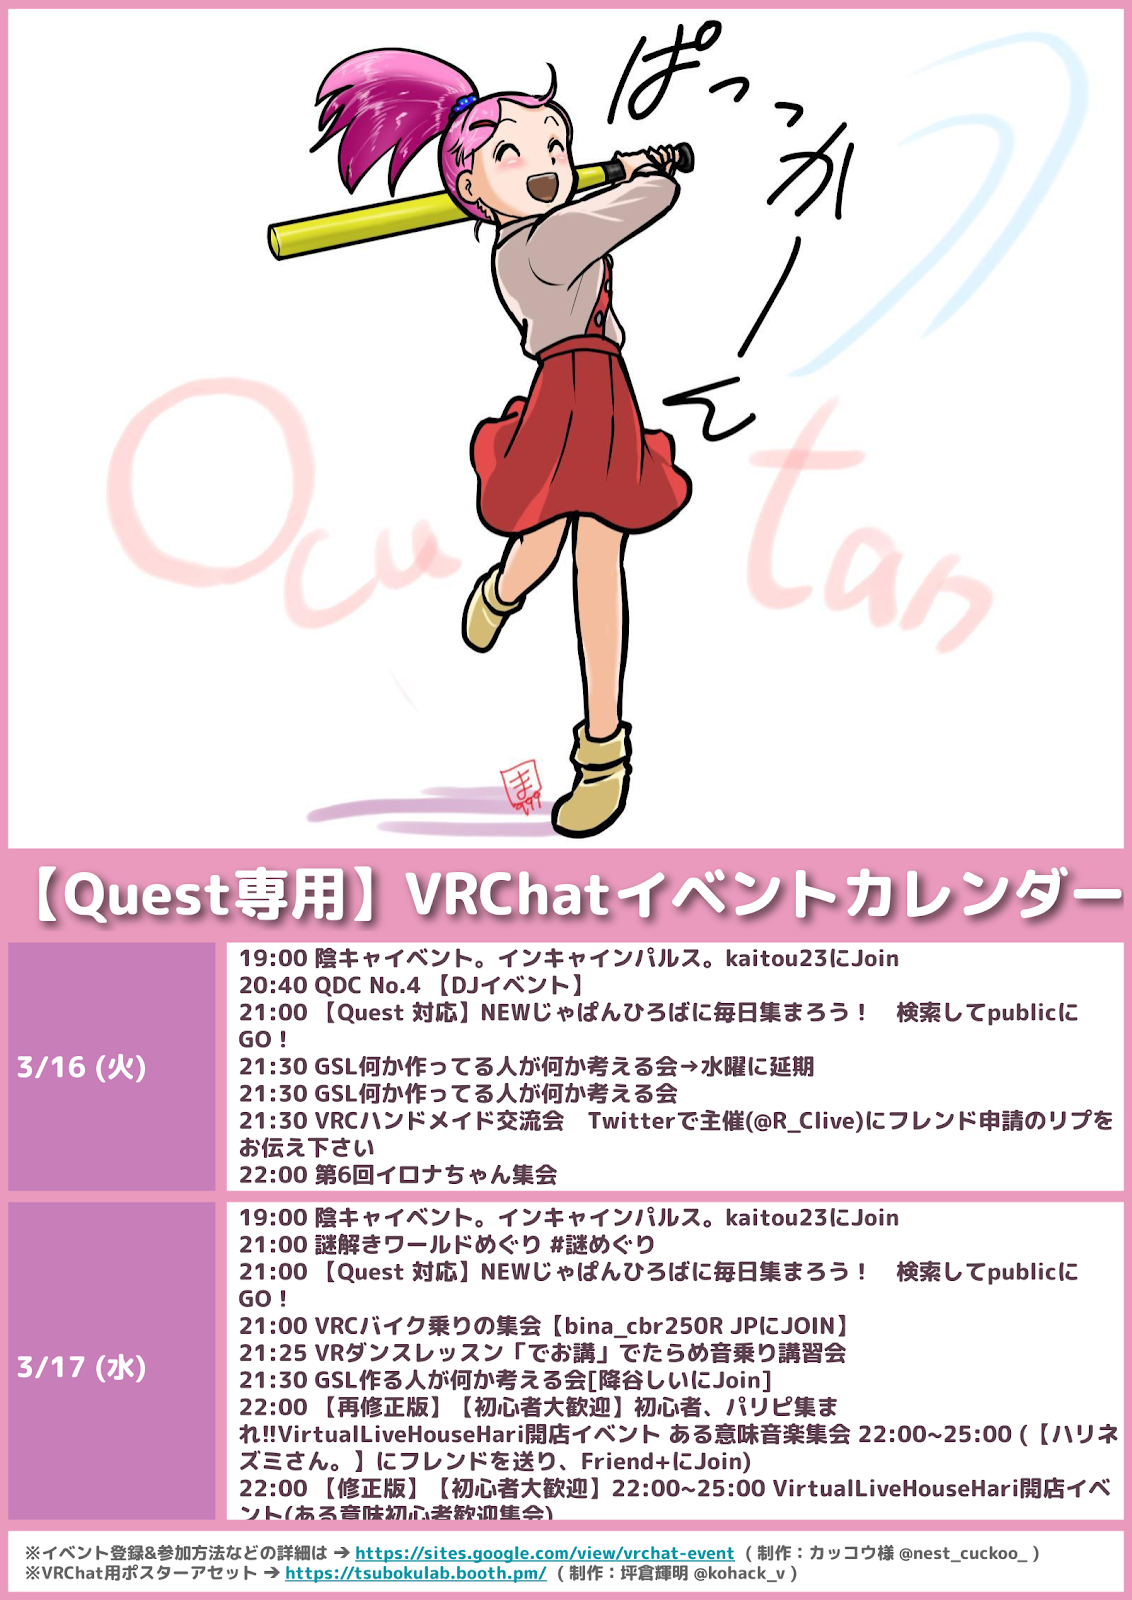 ぱっっかーん
Ocu tan
ま
999
【Quest専用】VRChatイベントカレンダー
3/16 (火)
19:00 陰キャイベント。インキャインパルス。kaitou23にJoin
20:40 QDC No.4 【DJイベント】
21:00 【Quest 対応】NEWじゃぱんひろばに毎日集まろう！　検索してpublicに
GO！
21:30 GSL何か作ってる人が何か考える会→水曜に延期
21:30 GSL何か作ってる人が何か考える会
21:30 VRCハンドメイド交流会　Twitterで主催(@R_Clive)にフレンド申請のリプを
お伝え下さい
22:00 第6回イロナちゃん集会
3/17 (水)
19:00 陰キャイベント。インキャインパルス。kaitou23にJoin
21:00 謎解きワールドめぐり #謎めぐり
21:00 【Quest 対応】NEWじゃぱんひろばに毎日集まろう！　検索してpublicに
GO！
21:00 VRCバイク乗りの集会【bina_cbr250R JPにJOIN】
21:25 VRダンスレッスン「でお講」でたらめ音乗り講習会
21:30 GSL作る人が何か考える会[降谷しいにJoin]
22:00 【再修正版】【初心者大歓迎】初心者、パリピ集ま
れ!!VirtualLiveHouseHari開店イベント ある意味音楽集会 22:00~25:00 (【ハリネ
ズミさん。】にフレンドを送り、Friend+にJoin)
22:00 【修正版】【初心者大歓迎】22:00~25:00 VirtualLiveHouseHari開店イベ
ント(ある意味初心者歓迎集会)
※イベント登録&参加方法などの詳細は ➔ https://sites.google.com/view/vrchat-event ( 制作：カッコウ様 @nest_cuckoo_ )
※VRChat用ポスターアセット ➔ https://tsubokulab.booth.pm/ ( 制作：坪倉輝明 @kohack_v )